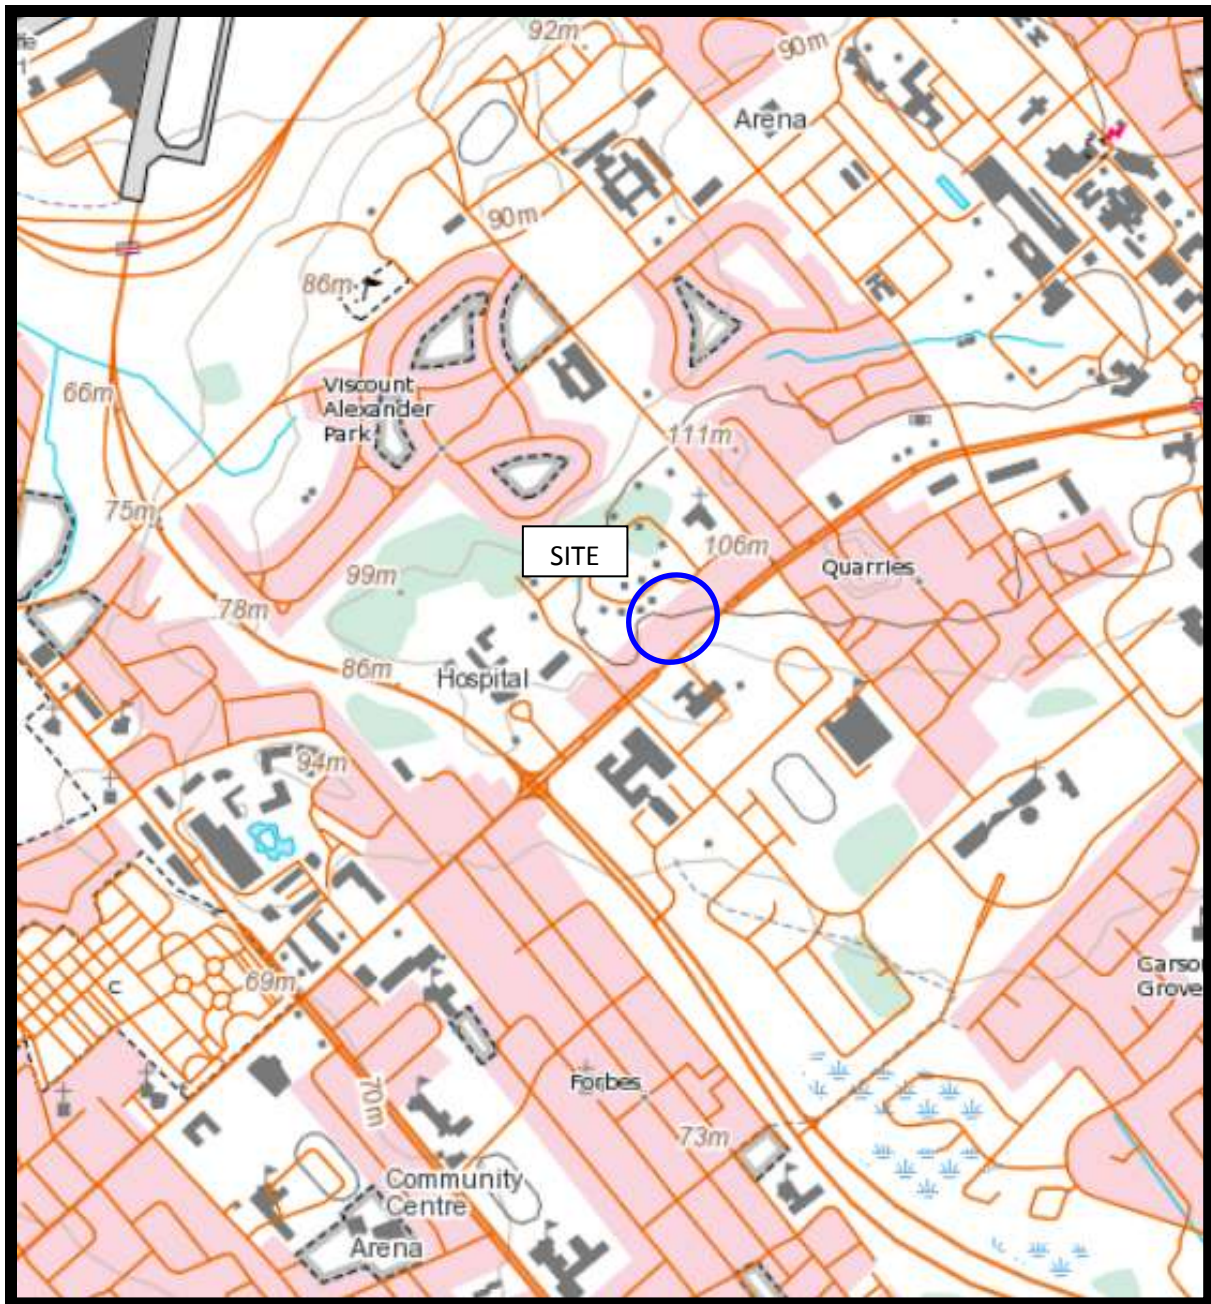 92m
90m
Arena
90m
86m
66m
Viscount
Alexander
Park
111m
75m
SITE
106m
Quarries
99m
78m
86m
Hospital
94m
69m
C
Garso
Grove
Forbes
70m
73m
Community
Centre
Arena